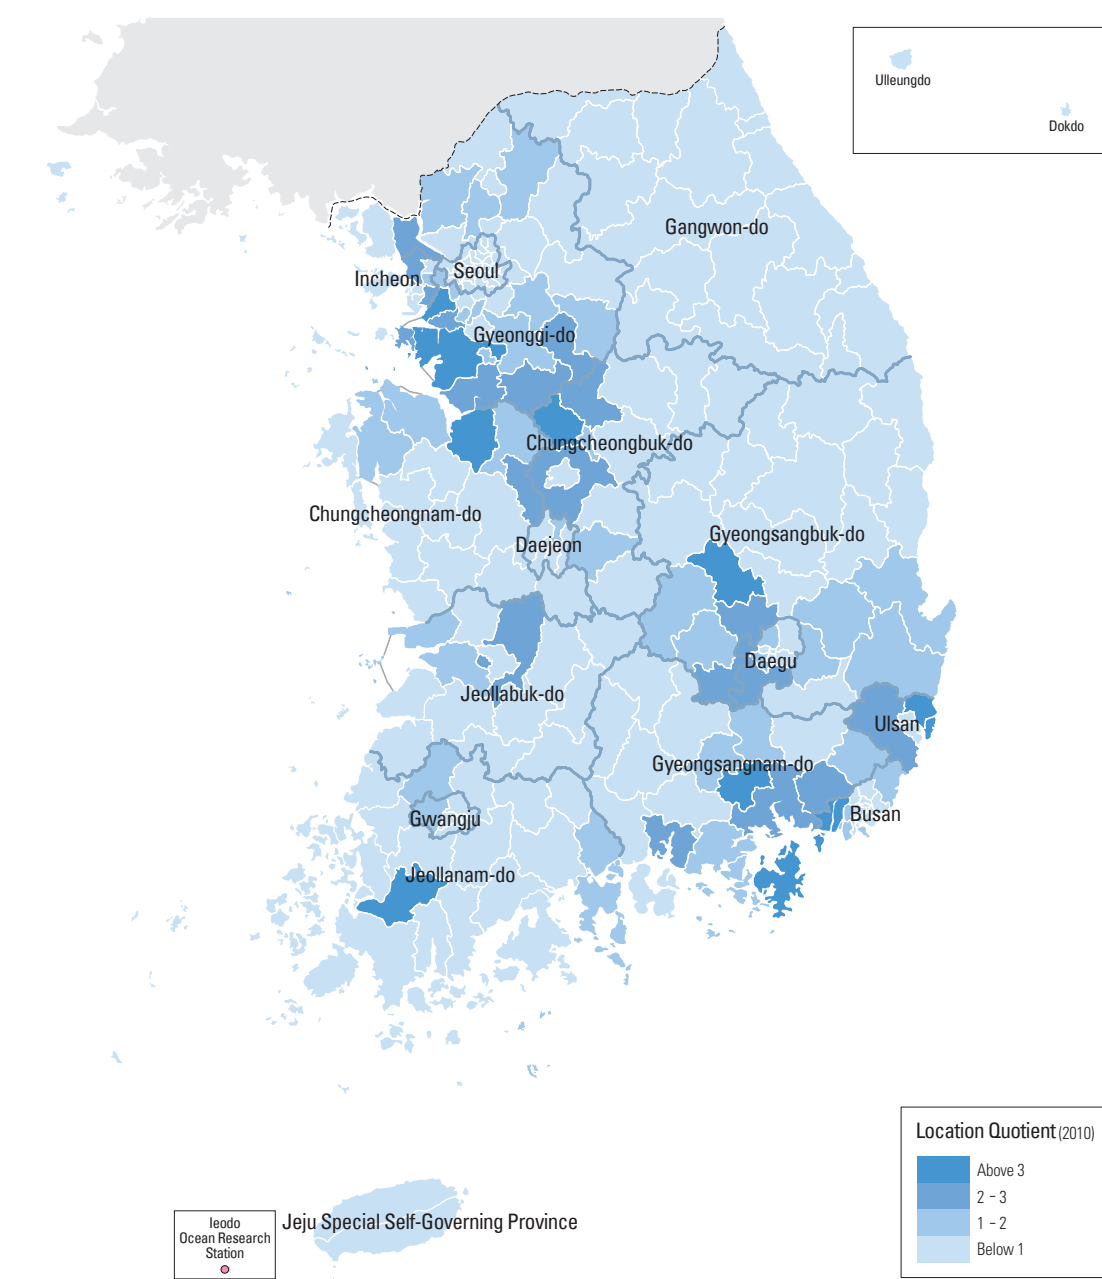 Ulleungdo
Dokdo
Gangwon-do
Seoul
Incheon
Gyeonggi-do
Chungcheongbuk-do
Chungcheongnam-do
Gyeongsangbuk-do
Daejeon
Daegu
Jeollabuk-do
Ulsan
Gyeongsangnam-do
Busan
Gwangju
Jeollanam-do
Location Quotient (2010)
Above 3
2 – 3
1 – 2
Below 1
Jeju Special Self-Governing Province
Ieodo
Ocean Research
Station